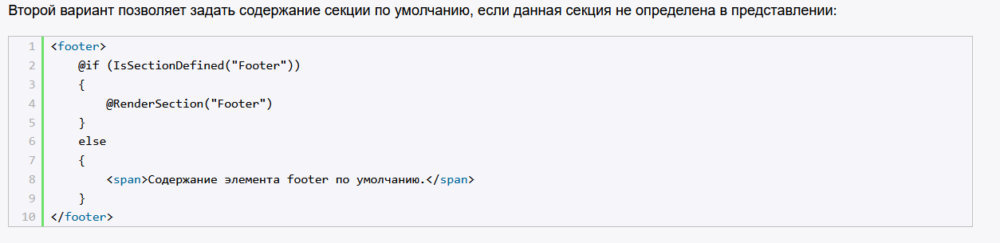 Второй вариант позволяет задать содержание секции по умолчанию, если данная секция не определена в представлении:
1 <footer>
2 @if (IsSectionDefined("Footer"))
3 {
4 @RenderSection("Footer")
5 }
6 else
7 {
8 <span>Содержание элемента footer по умолчанию.</span>
9 }
10 </footer>